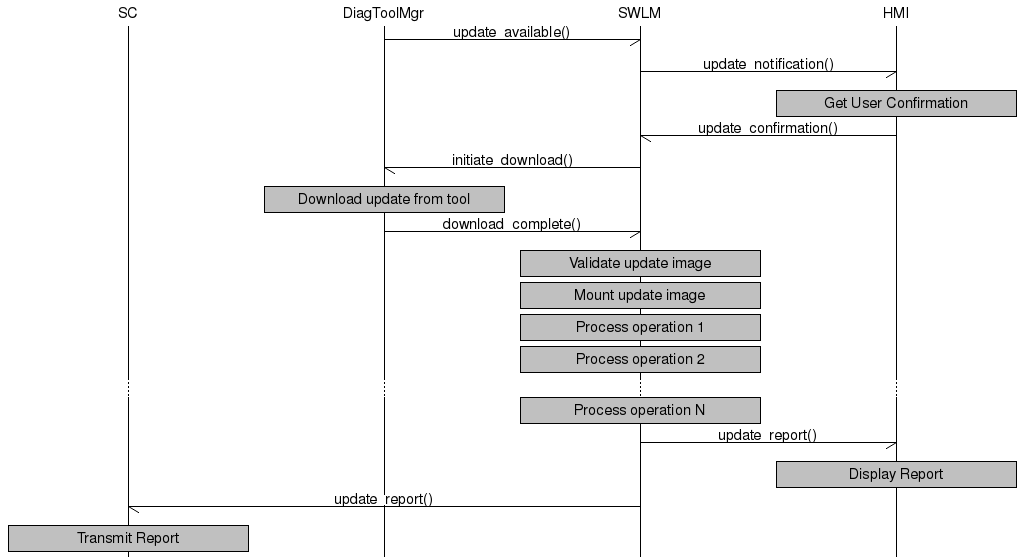 SC DiagToolMgr SWLM HMI
update_available()
update_notification()
Get User Confirmation
update_confirmation()
initiate_download()
Download update from tool
download_complete()
Validate update image
Mount update image
Process operation 1
Process operation 2
Process operation N
update_report()
Display Report
update_report()
Transmit Report